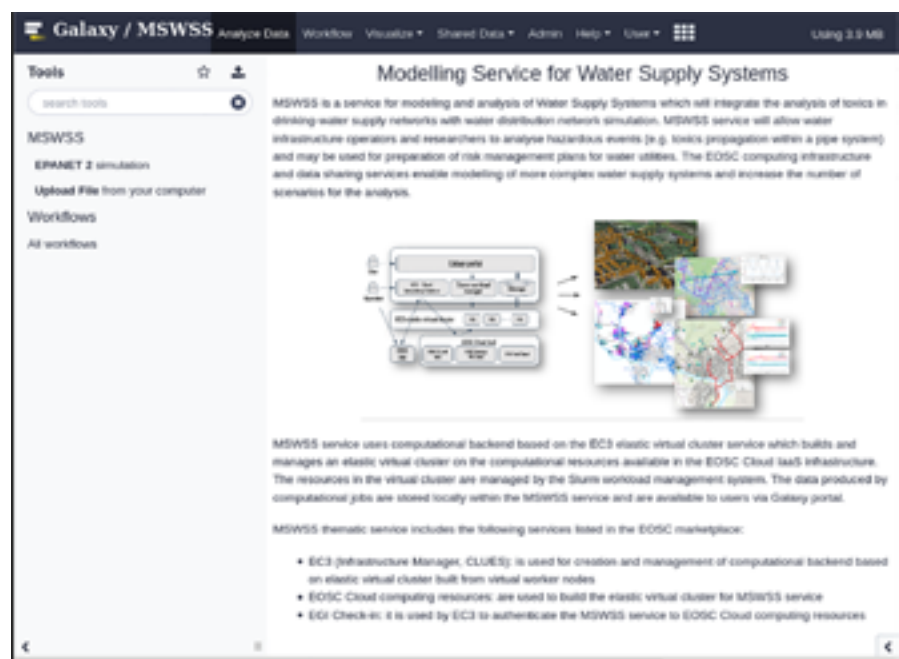 Galaxy / MSWSS Analyze Data Workflow Visualize Shared Data Admin Help User Using 3.9 MB
Tools
search tools
MSWSS
EPANET 2 simulation
Upload File from your computer
Workflows
All workflows
Modelling Service for Water Supply Systems
MSWSS is a service for modeling and analysis of Water Supply Systems which will integrate the analysis of toxics in
drinking water supply networks with water distribution network simulation. MSWSS service will allow water
infrastructure operators and researchers to analyse hazardous events (e.g. toxics propagation within a pipe system)
and may be used for preparation of risk management plans for water utilities. The EOSC computing infrastructure
and data sharing services enable modelling of more complex water supply systems and increase the number of
scenarios for the analysis.
MSWSS service uses computational backend based on the EC3 elastic virtual cluster service which builds and
manages an elastic virtual cluster on the computational resources available in the EOSC Cloud IaaS infrastructure.
The resources in the virtual cluster are managed by the Slurm workload management system. The data produced by
computational jobs are stored locally within the MSWSS service and are available to users via Galaxy portal.
MSWSS thematic service includes the following services listed in the EOSC marketplace:
• EC3 (Infrastructure Manager, CLUES): is used for creation and management of computational backend based
on elastic virtual cluster built from virtual worker nodes
• EOSC Cloud computing resources: are used to build the elastic virtual cluster for MSWSS service
• EGI Check-in: it is used by EC3 to authenticate the MSWSS service to EOSC Cloud computing resources